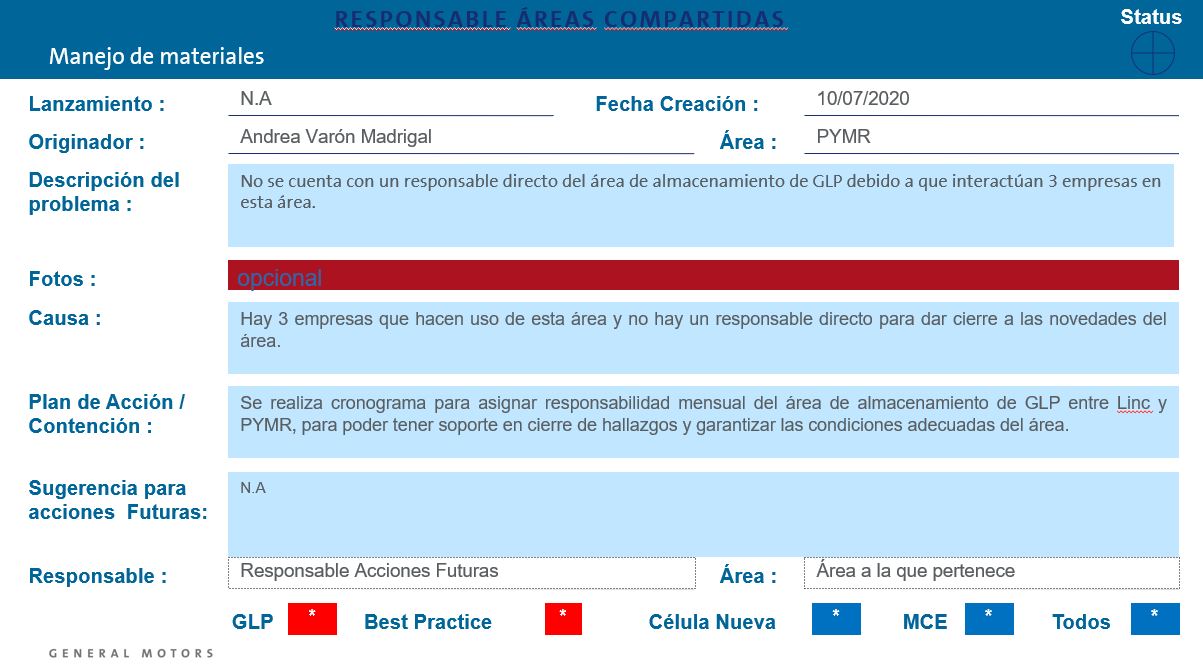 RESPONSABLE ÁREAS COMPARTIDAS
Status
Manejo de materiales
Lanzamiento : N.A Fecha Creación : 10/07/2020
Originador : Andrea Varón Madrigal Área : PYMR
Descripción del problema :
No se cuenta con un responsable directo del área de almacenamiento de GLP debido a que interactúan 3 empresas en
esta área.
Fotos : opcional
Causa :
Hay 3 empresas que hacen uso de esta área y no hay un responsable directo para dar cierre a las novedades del
área.
Plan de Acción /
Contención :
Se realiza cronograma para asignar responsabilidad mensual del área de almacenamiento de GLP entre Linc y
PYMR, para poder tener soporte en cierre de hallazgos y garantizar las condiciones adecuadas del área.
Sugerencia para
acciones Futuras:
N.A
Responsable : Responsable Acciones Futuras Área : Área a la que pertenece
GLP * Best Practice * Célula Nueva * MCE * Todos *
GENERAL MOTORS